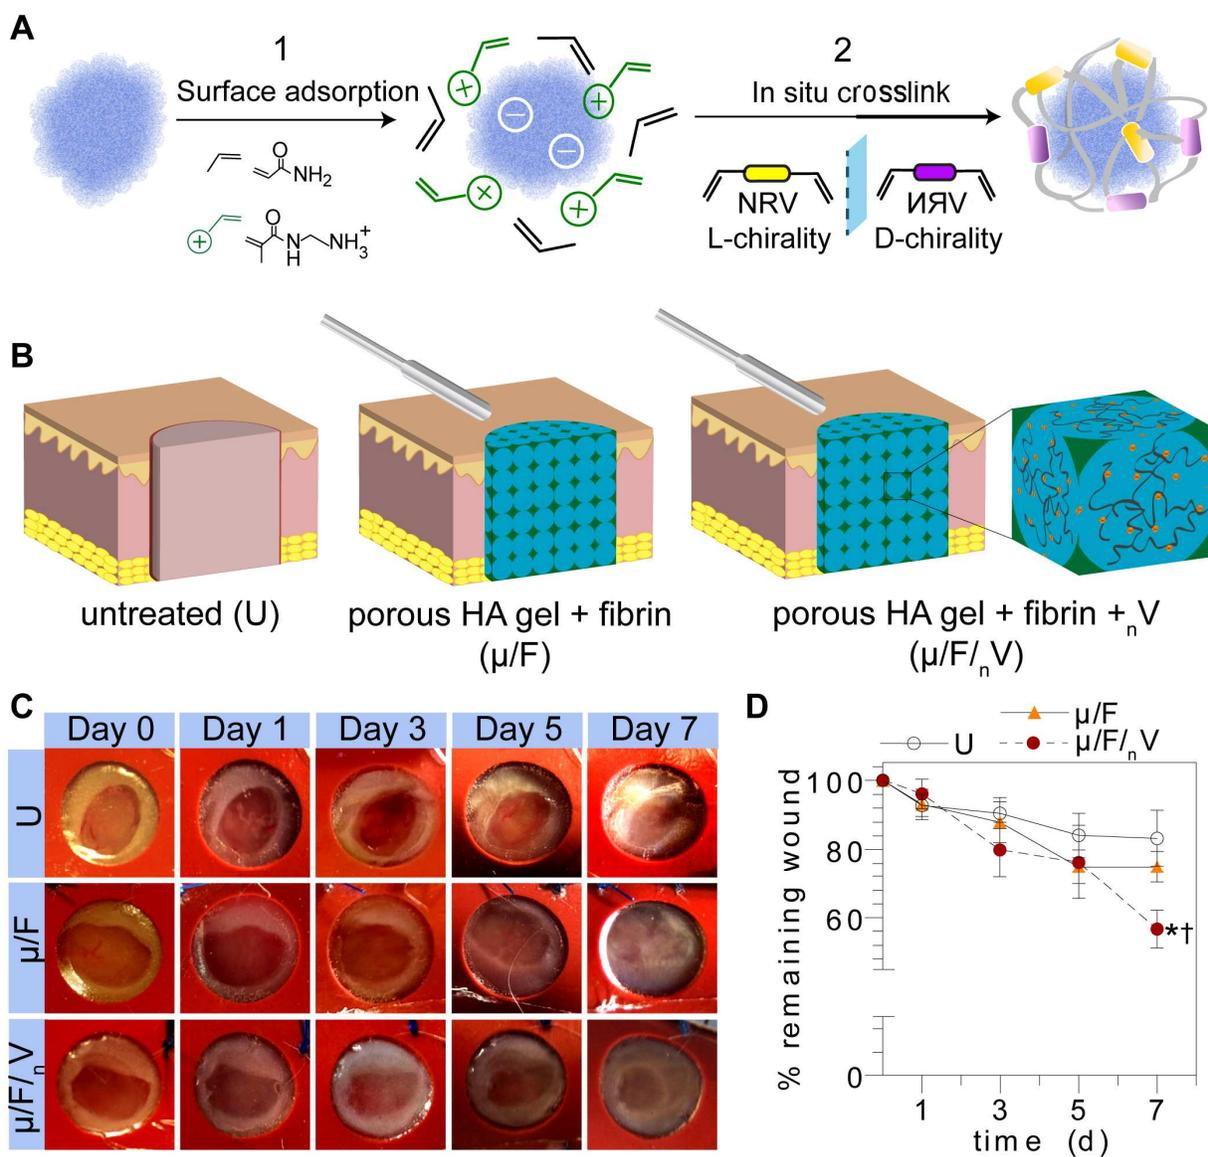 A
1
Surface adsorption
O
NH2
O
N
H
NH3+
2
In situ crosslink
NRV
L-chirality
ИЯV
D-chirality
B
untreated (U)
porous HA gel + fibrin
(µ/F)
porous HA gel + fibrin +nV
(µ/F/nV)
C
Day 0
Day 1
Day 3
Day 5
Day 7
U
µ/F
µ/F/nV
D
µ/F
U
µ/F/nV
% remaining wound
100
80
60
0
*†
1
3
5
7
time (d)